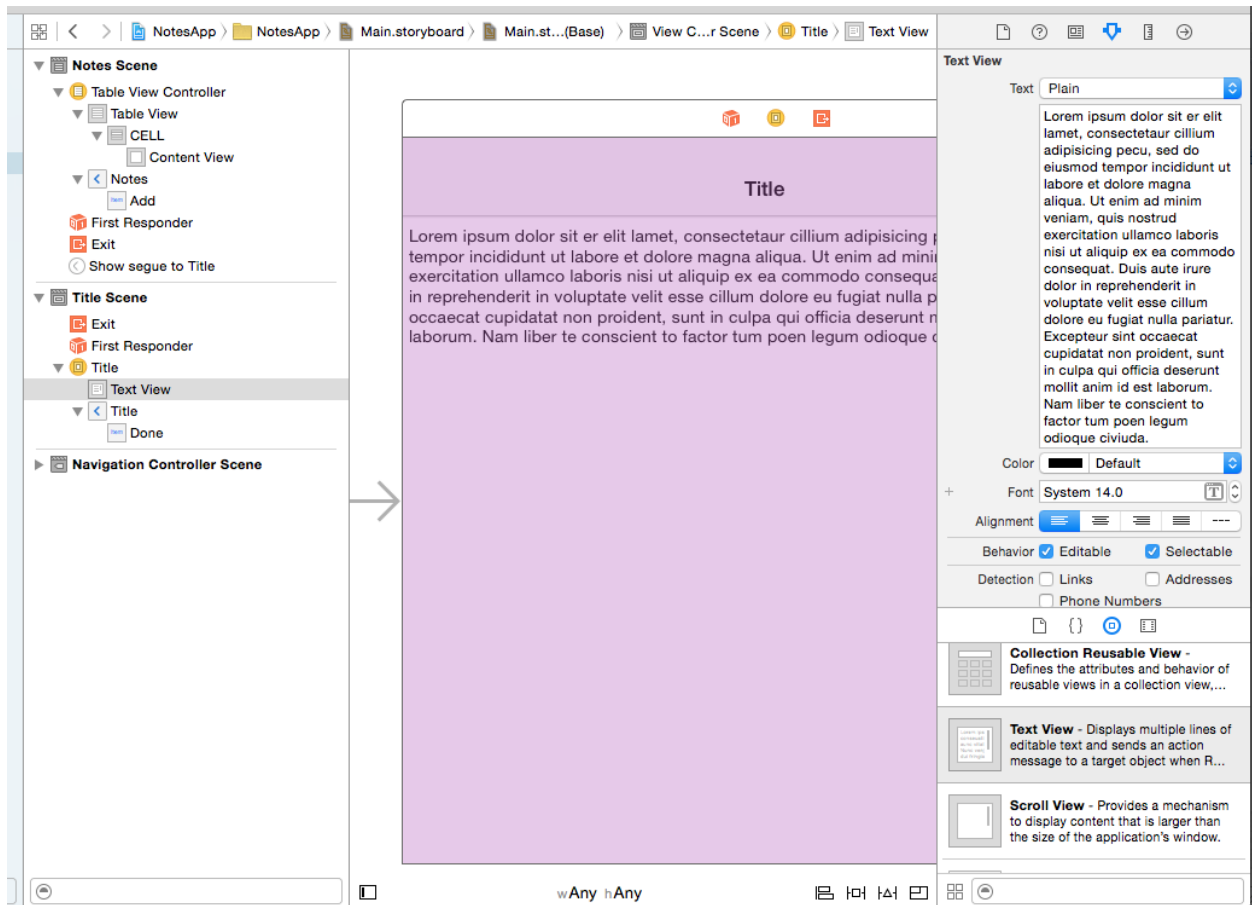 NotesApp NotesApp Main.storyboard Main.st...(Base) View C...r Scene Title Text View
Notes Scene
Table View Controller
Table View
CELL
Content View
Notes
Add
First Responder
Exit
Show segue to Title
Title Scene
Exit
First Responder
Title
Text View
Title
Done
Navigation Controller Scene
Title
Lorem ipsum dolor sit er elit lamet, consectetaur cillium adipisicing
tempor incididunt ut labore et dolore magna aliqua. Ut enim ad mini
exercitation ullamco laboris nisi ut aliquip ex ea commodo consequa
in reprehenderit in voluptate velit esse cillum dolore eu fugiat nulla p
occaecat cupidatat non proident, sunt in culpa qui officia deserunt
laborum. Nam liber te conscient to factor tum poen legum odioque
wAny hAny
Text View
Text Plain
Lorem ipsum dolor sit er elit
lamet, consectetaur cillium
adipisicing pecu, sed do
eiusmod tempor incididunt ut
labore et dolore magna
aliqua. Ut enim ad minim
veniam, quis nostrud
exercitation ullamco laboris
nisi ut aliquip ex ea commodo
consequat. Duis aute irure
dolor in reprehenderit in
voluptate velit esse cillum
dolore eu fugiat nulla pariatur.
Excepteur sint occaecat
cupidatat non proident, sunt
in culpa qui officia deserunt
mollit anim id est laborum.
Nam liber te conscient to
factor tum poen legum
odioque civiuda.
Color Default
Font System 14.0
Alignment
Behavior Editable Selectable
Detection Links Addresses
Phone Numbers
Collection Reusable View -
Defines the attributes and behavior of
reusable views in a collection view,...
Text View - Displays multiple lines of
editable text and sends an action
message to a target object when R...
Scroll View - Provides a mechanism
to display content that is larger than
the size of the application's window.